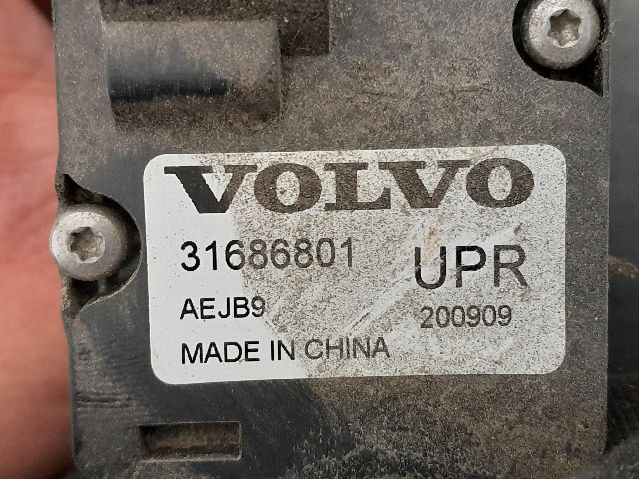 VOLVO
31686801 UPR
AEJB9 200909
MADE IN CHINA